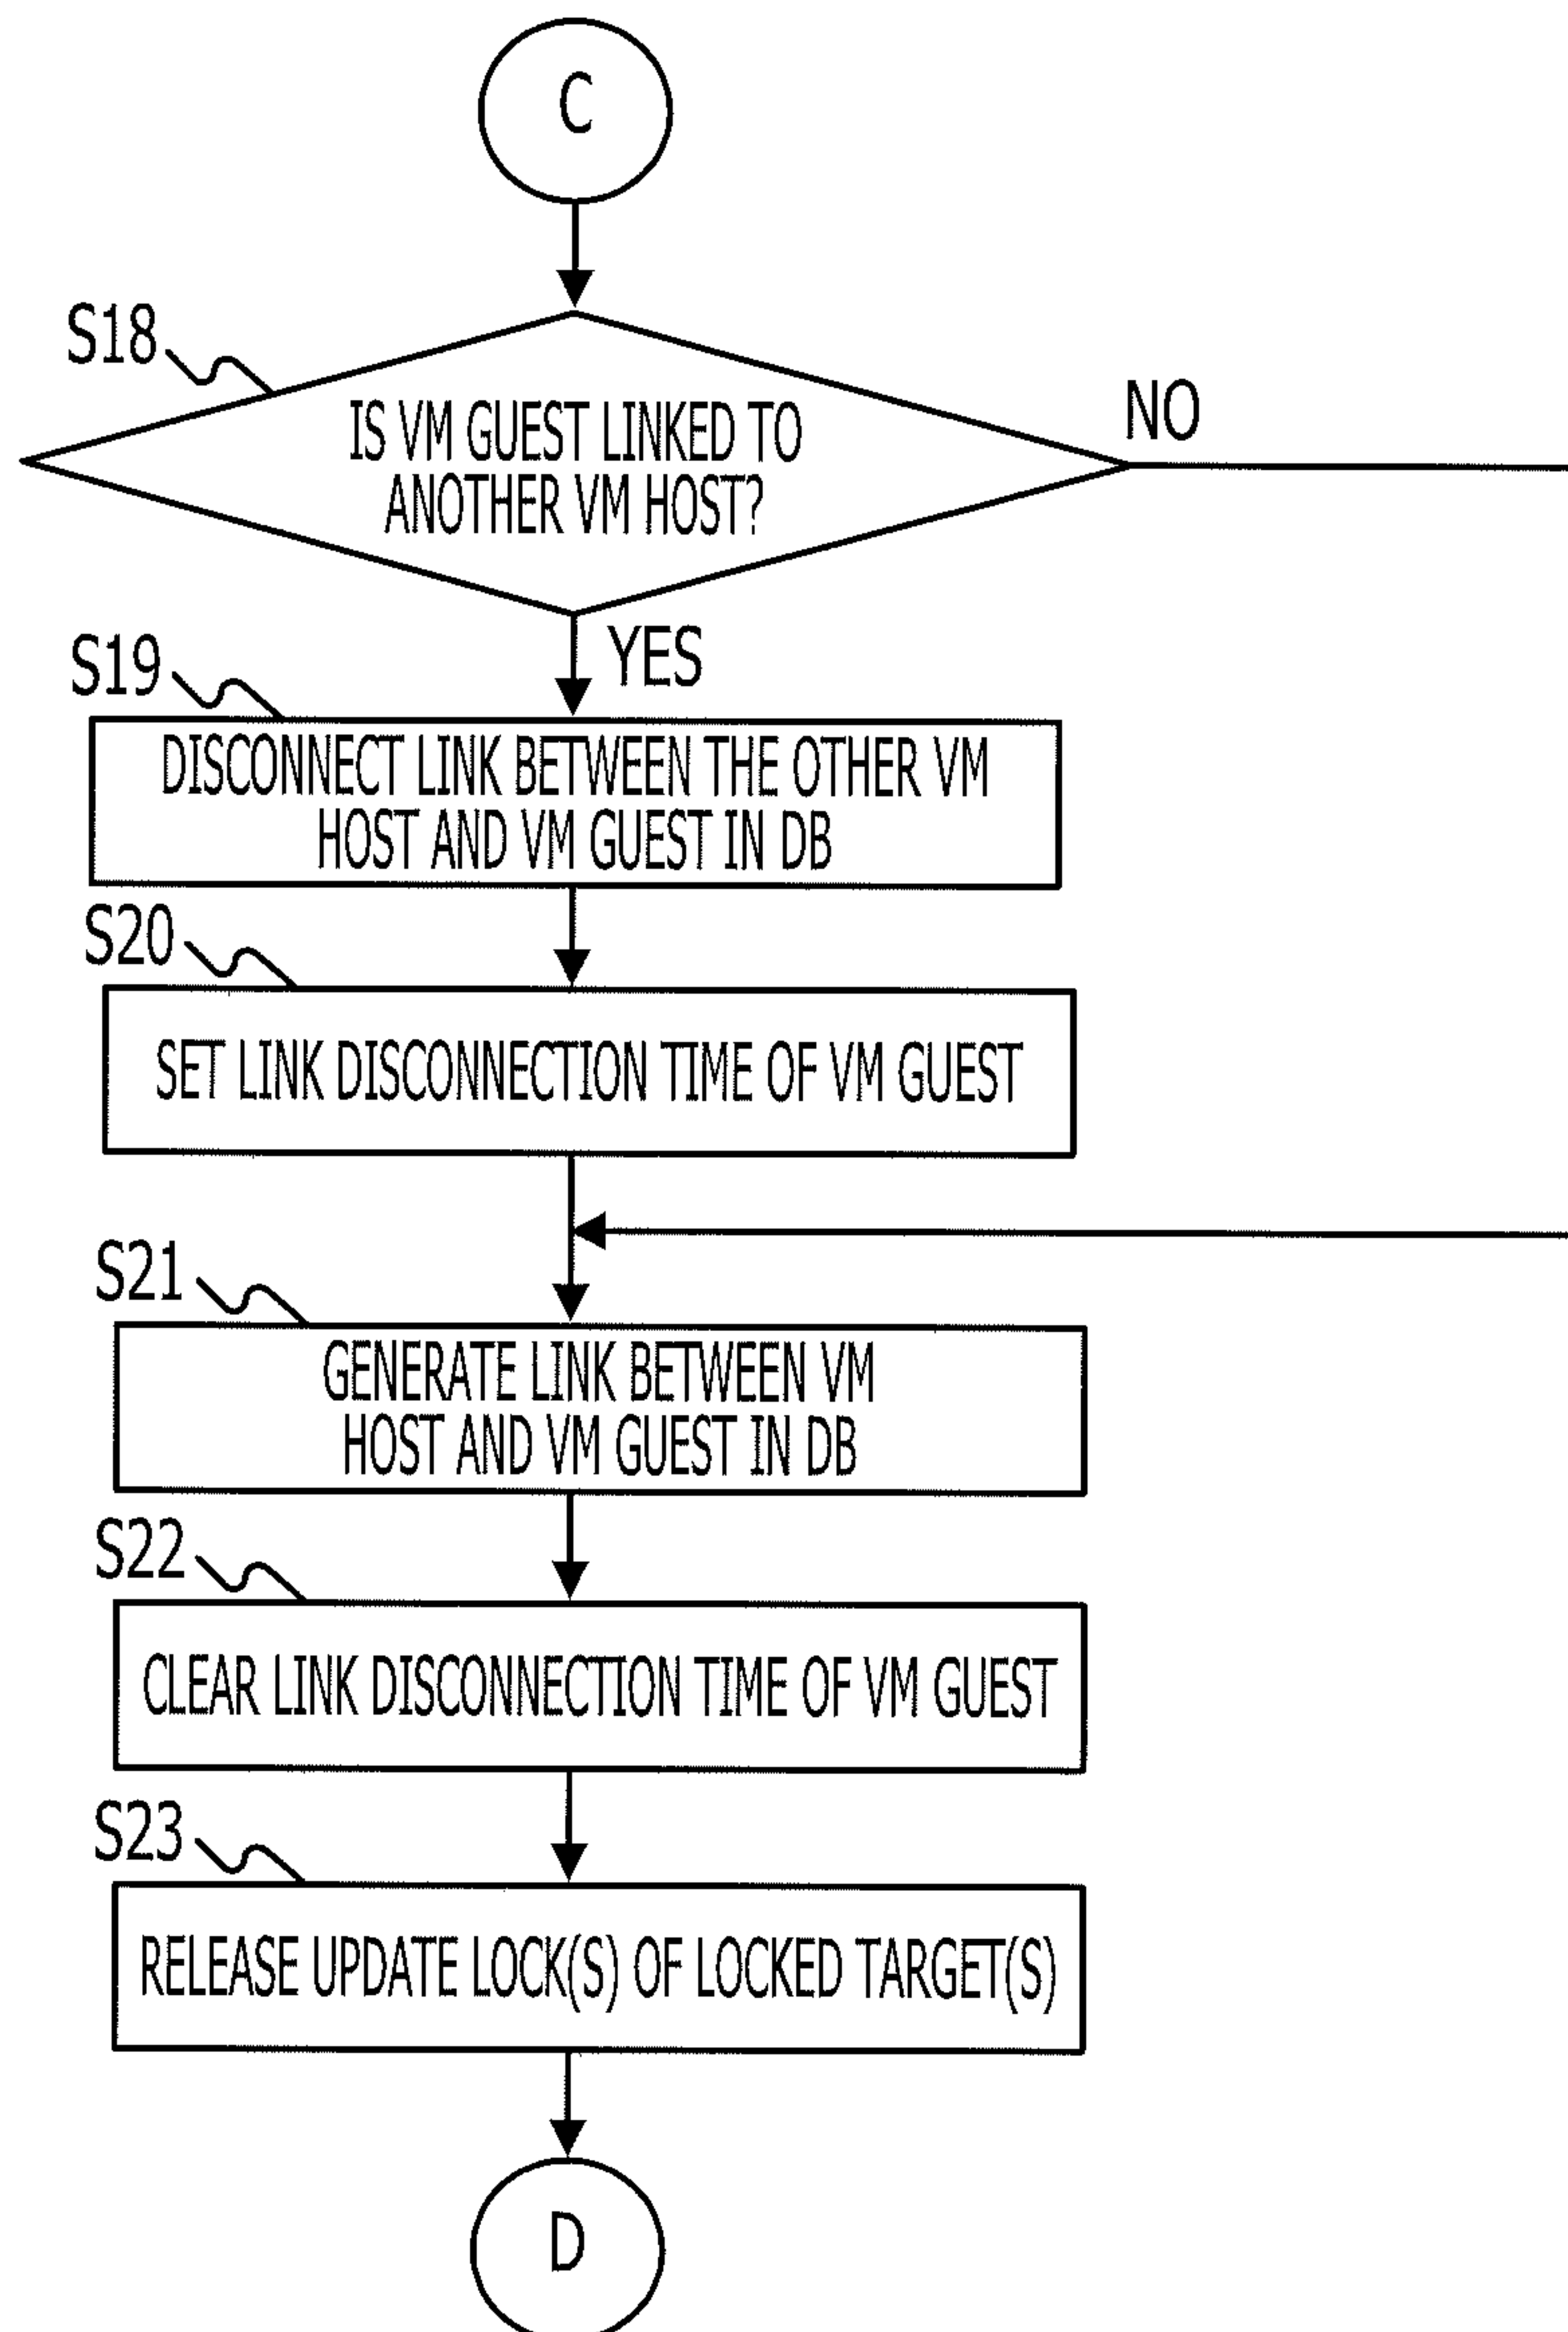 C
S18
IS VM GUEST LINKED TO
ANOTHER VM HOST?
NO
YES
S19
DISCONNECT LINK BETWEEN THE OTHER VM
HOST AND VM GUEST IN DB
S20
SET LINK DISCONNECTION TIME OF VM GUEST
S21
GENERATE LINK BETWEEN VM
HOST AND VM GUEST IN DB
S22
CLEAR LINK DISCONNECTION TIME OF VM GUEST
S23
RELEASE UPDATE LOCK(S) OF LOCKED TARGET(S)
D